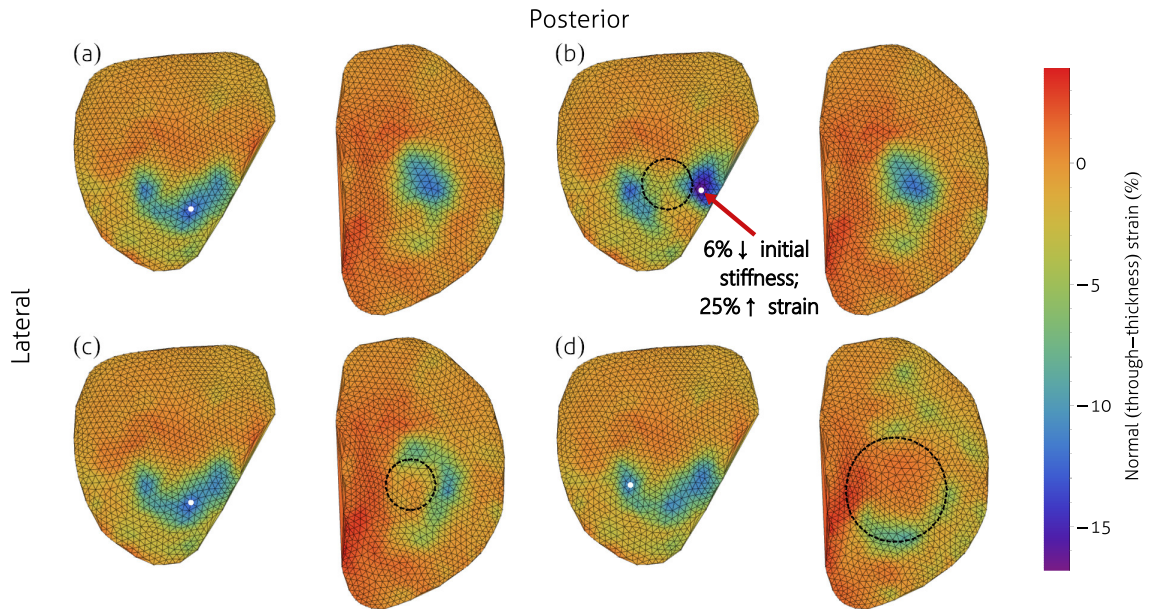 Posterior
(a)
(b)
0
6%↓ initial
stiffness;
25%↑ strain
−5
Lateral
(c)
(d)
−10
−15
Normal (through−thickness) strain (%)